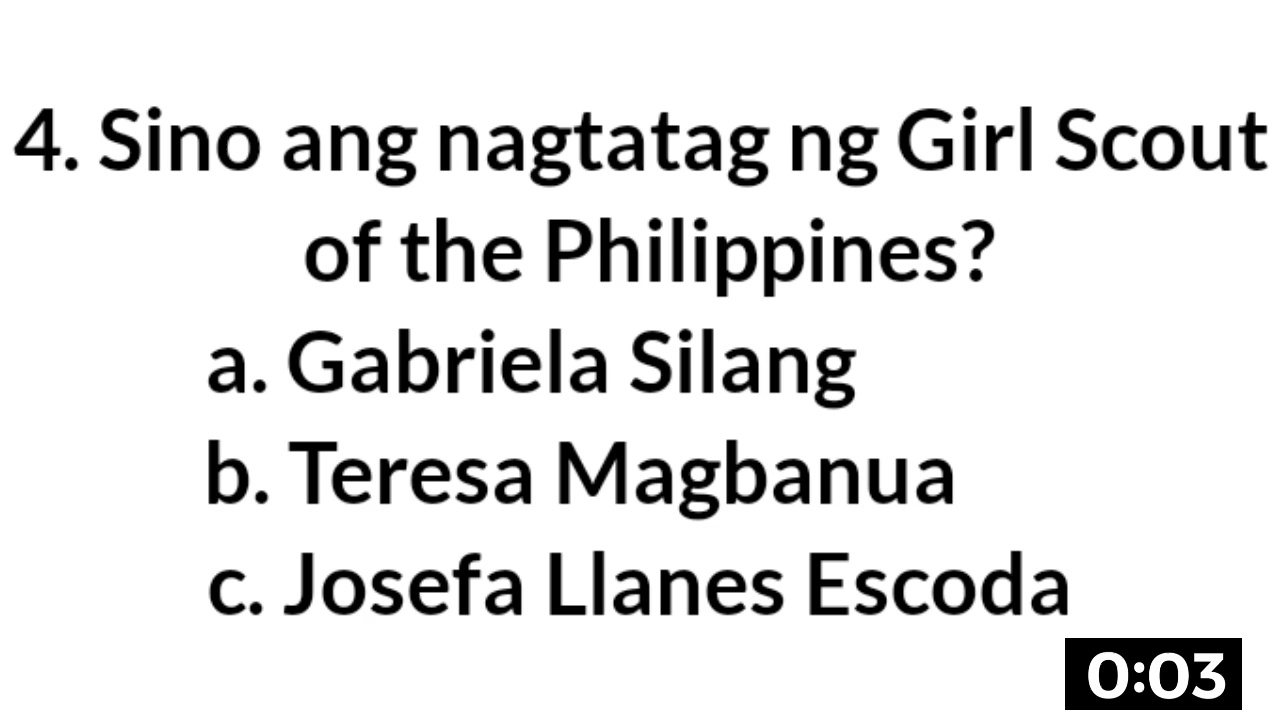 4. Sino ang nagtatag ng Girl Scout
of the Philippines?
a. Gabriela Silang
b. Teresa Magbanua
c. Josefa Llanes Escoda
0:03